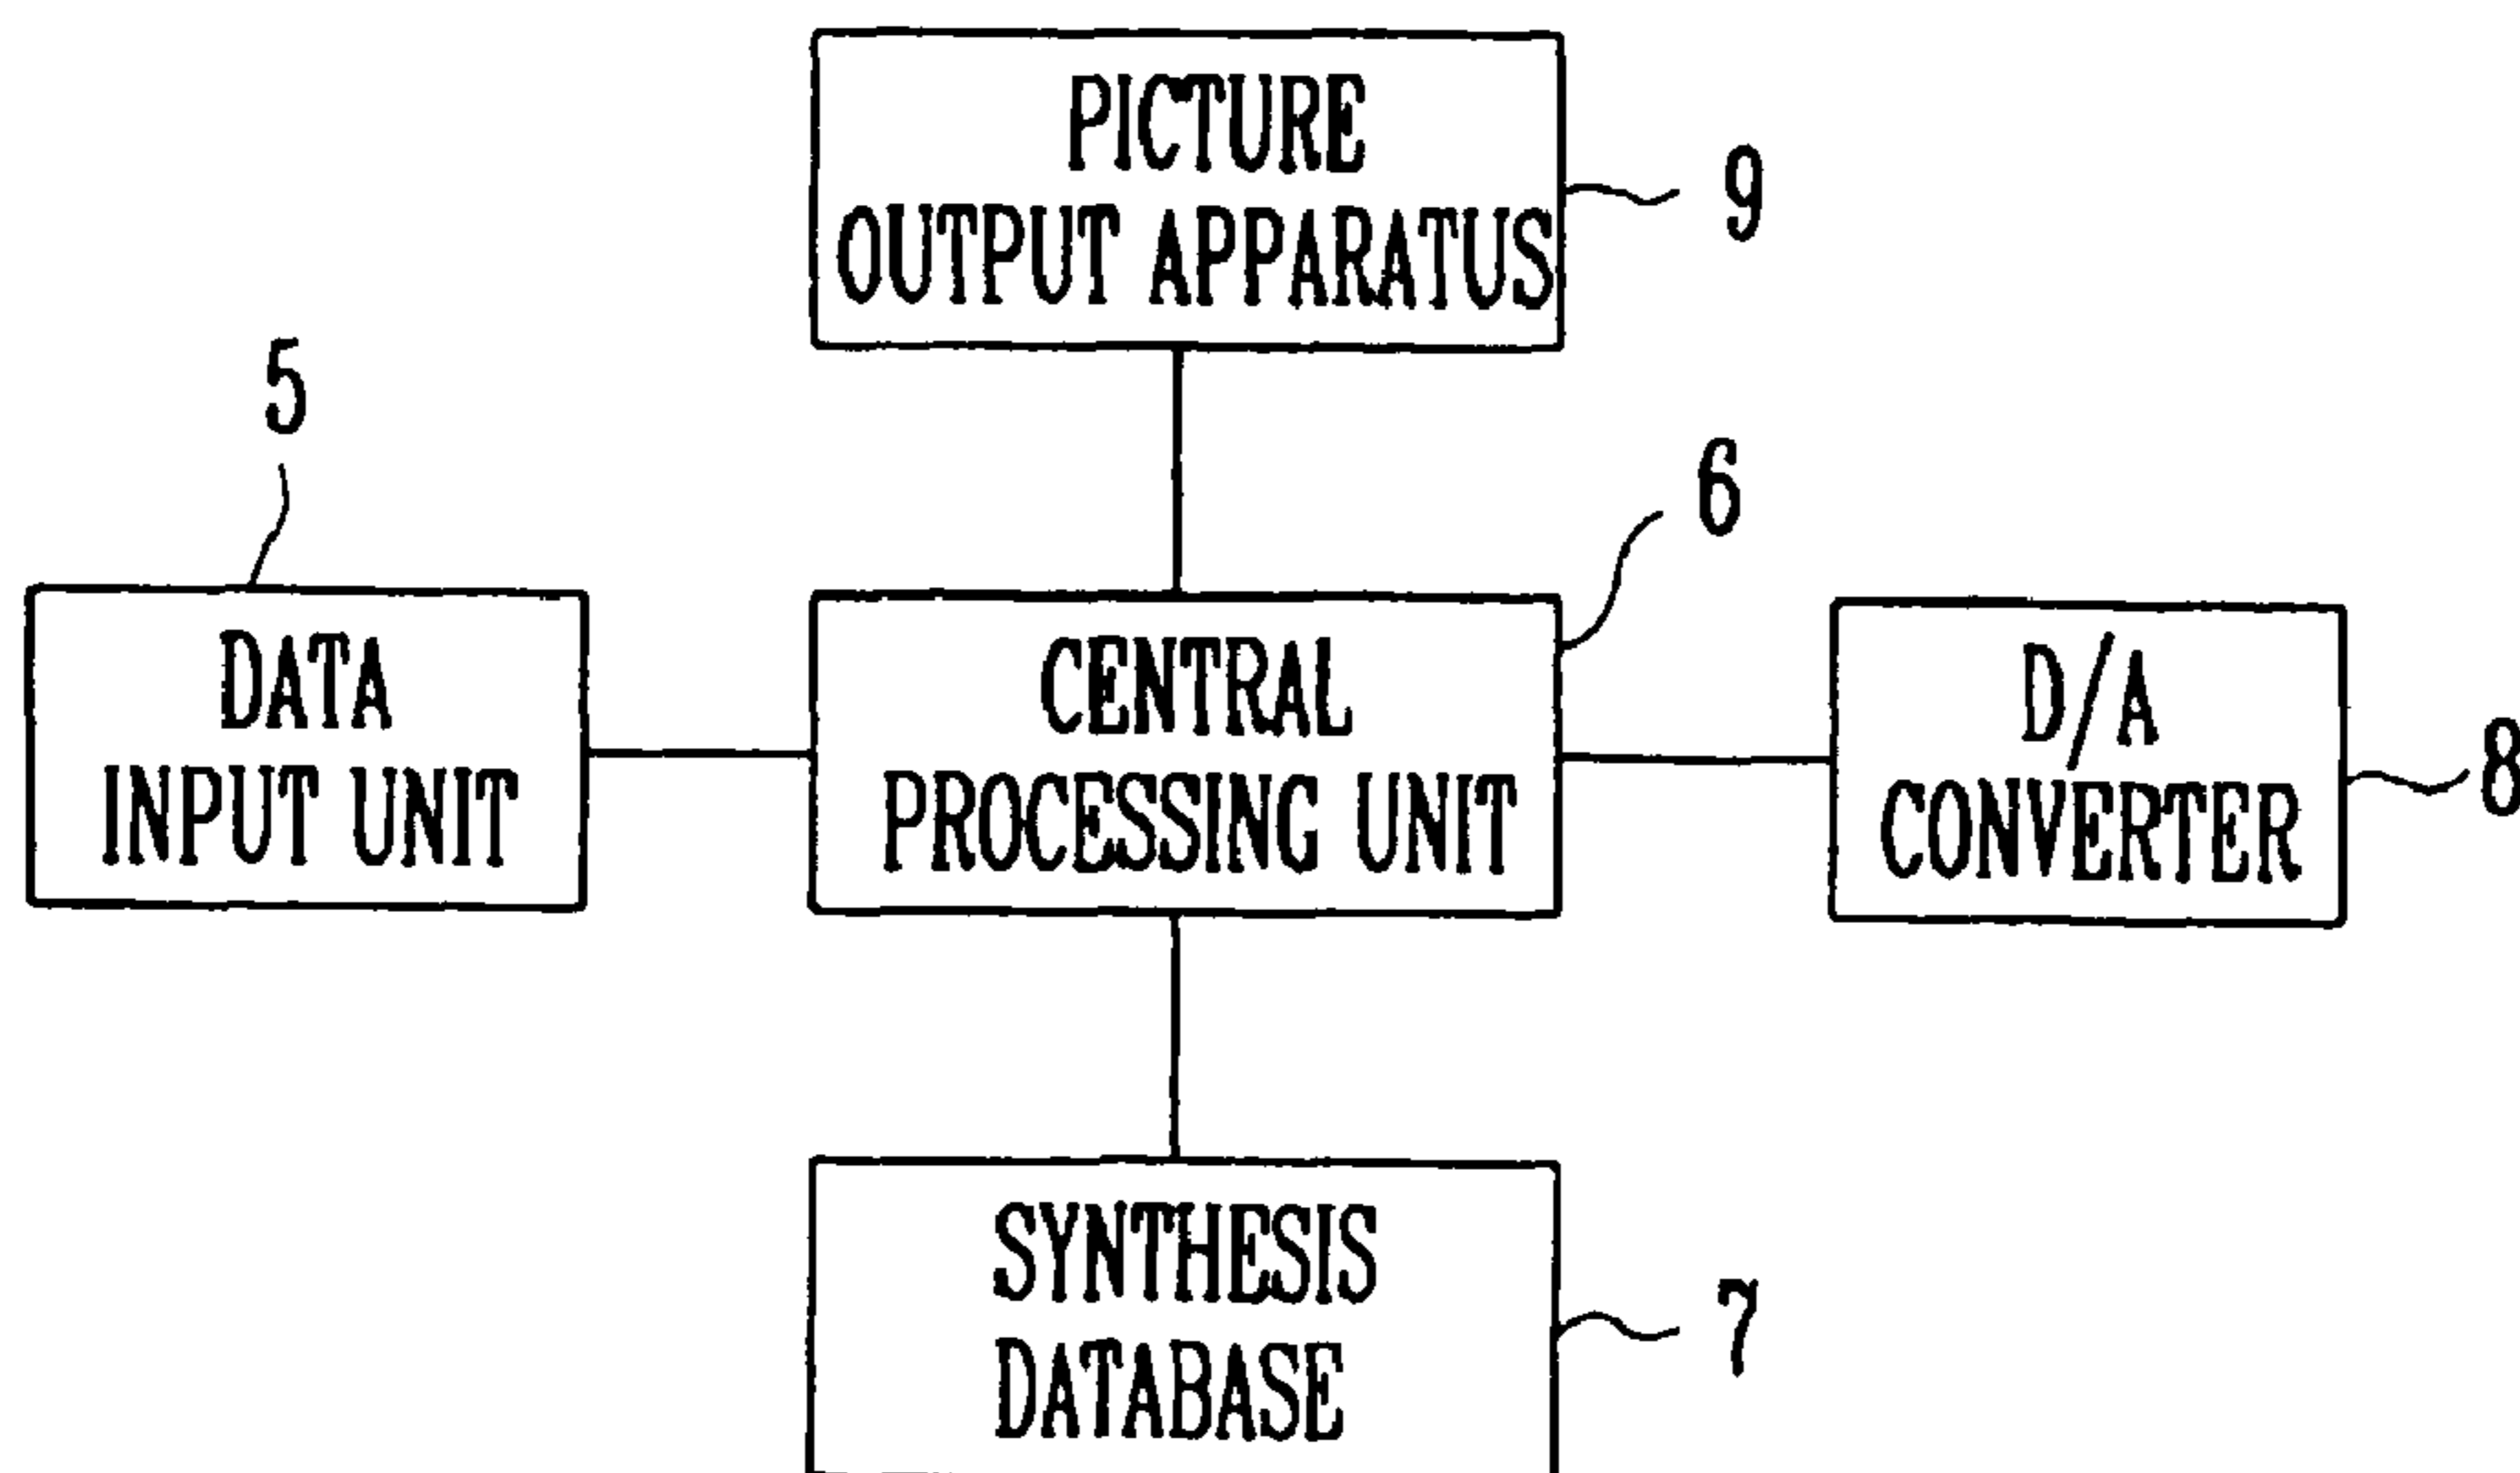 PICTURE
OUTPUT APPARATUS
9
5
6
DATA
INPUT UNIT
CENTRAL
PROCESSING UNIT
D/A
CONVERTER
8
SYNTHESIS
DATABASE
7